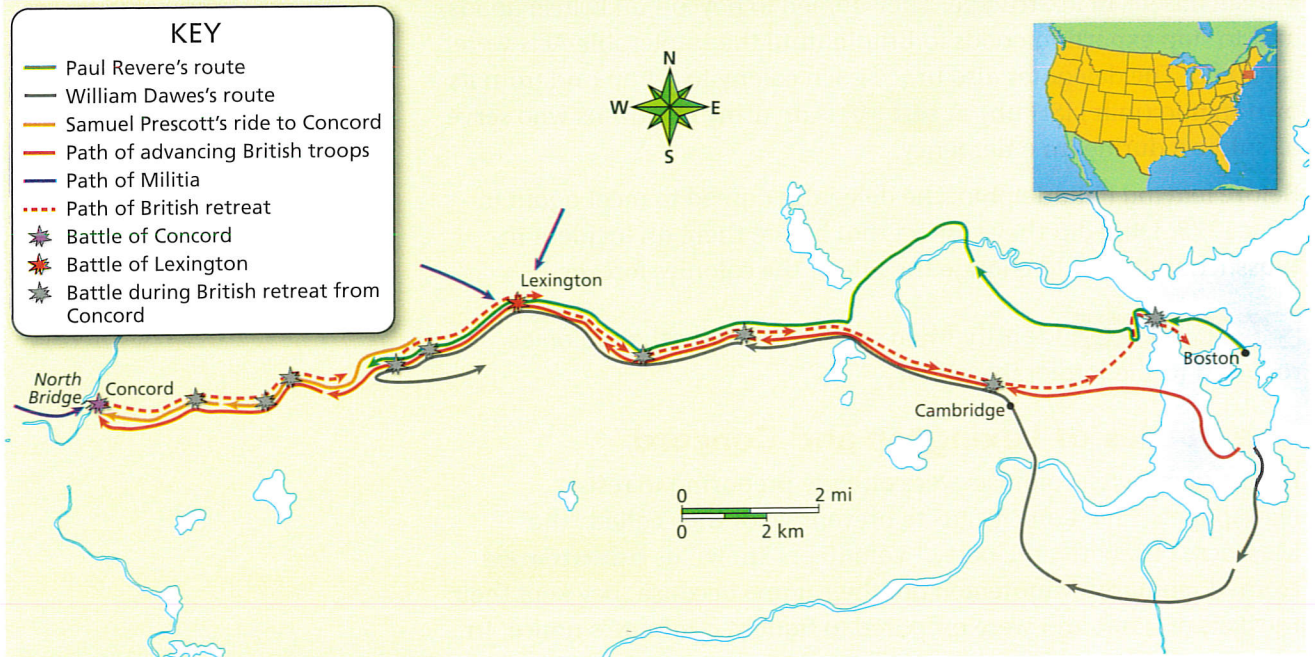 KEY
Paul Revere's route
William Dawes's route
Samuel Prescott's ride to Concord
Path of advancing British troops
Path of Militia
Path of British retreat
Battle of Concord
Battle of Lexington
Battle during British retreat from
Concord
N
W
E
S
Lexington
North
Bridge
Concord
Boston
Cambridge
0
2 mi
0
2 km